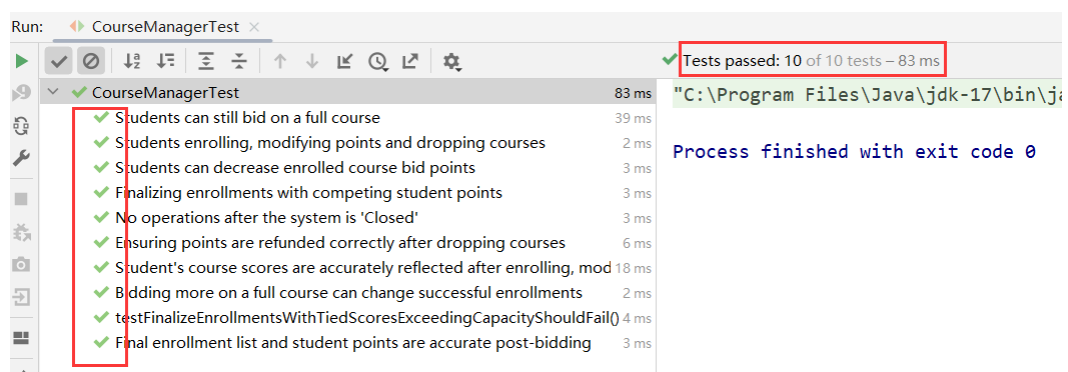 Run: CourseManagerTest
Tests passed: 10 of 10 tests – 83 ms
CourseManagerTest 83 ms
"C:\Program Files\Java\jdk-17\bin\ja
Students can still bid on a full course 39 ms
Students enrolling, modifying points and dropping courses 2 ms
Process finished with exit code 0
Students can decrease enrolled course bid points 3 ms
Finalizing enrollments with competing student points 3 ms
No operations after the system is 'Closed' 3 ms
Ensuring points are refunded correctly after dropping courses 6 ms
Student's course scores are accurately reflected after enrolling, mod 18 ms
Bidding more on a full course can change successful enrollments 2 ms
testFinalizeEnrollmentsWithTiedScoresExceedingCapacityShouldFail() 4 ms
Final enrollment list and student points are accurate post-bidding 3 ms